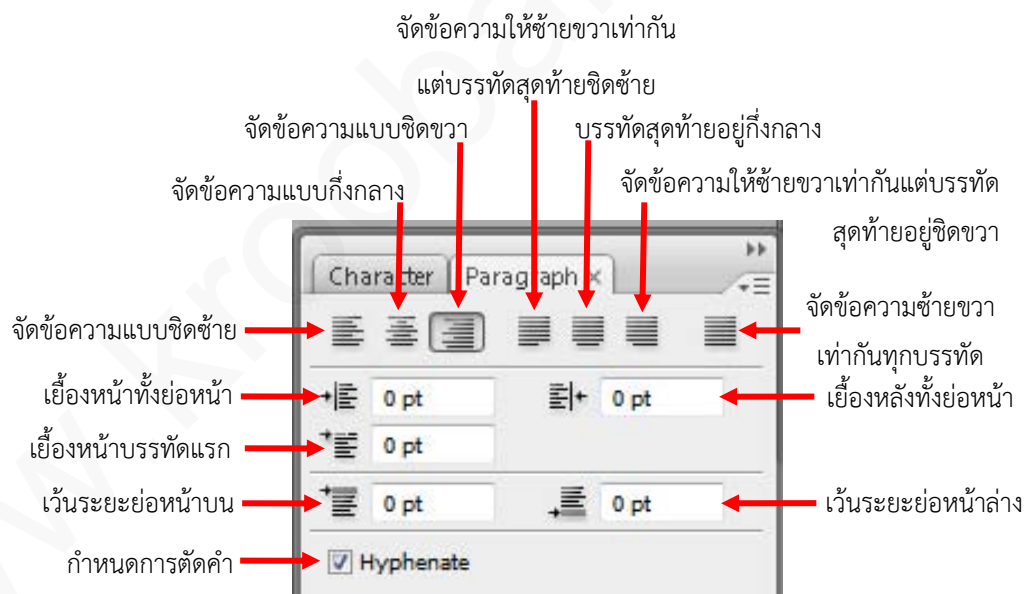 จัดข้อความให้ซ้ายขวาเท่ากัน
แต่บรรทัดสุดท้ายชิดซ้าย
จัดข้อความแบบชิดขวา
บรรทัดสุดท้ายอยู่กึ่งกลาง
จัดข้อความแบบกึ่งกลาง
จัดข้อความให้ซ้ายขวาเท่ากันแต่บรรทัด
สุดท้ายอยู่ชิดขวา
Character
Paragraph ×
จัดข้อความแบบชิดซ้าย
จัดข้อความซ้ายขวา
เท่ากันทุกบรรทัด
เยื้องหน้าทั้งย่อหน้า
0 pt
0 pt
เยื้องหลังทั้งย่อหน้า
เยื้องหน้าบรรทัดแรก
0 pt
เว้นระยะย่อหน้าบน
0 pt
0 pt
เว้นระยะย่อหน้าล่าง
กำหนดการตัดคำ
Hyphenate